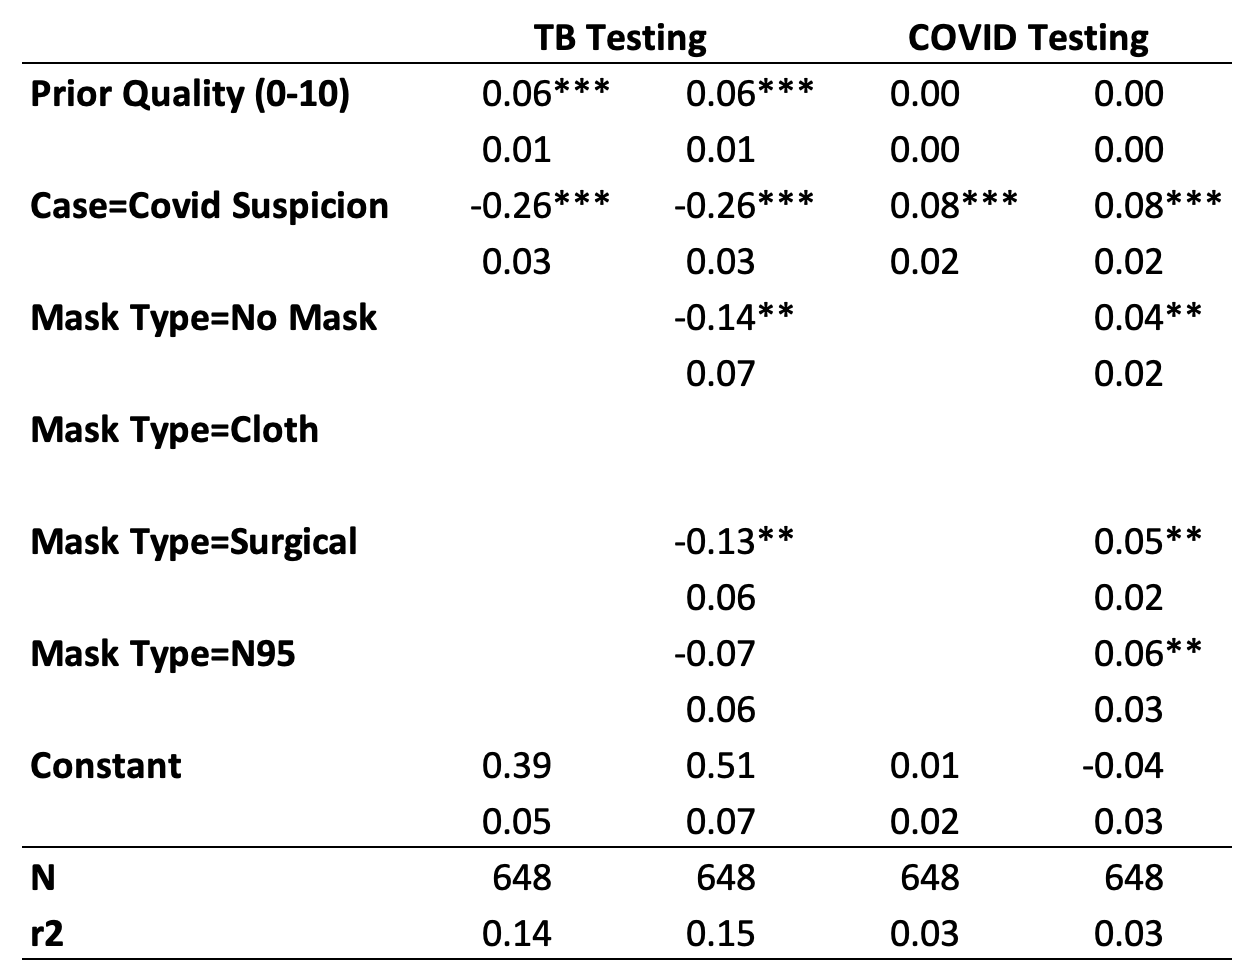 TB Testing COVID Testing
Prior Quality (0-10) 0.06*** 0.06*** 0.00 0.00
0.01 0.01 0.00 0.00
Case=Covid Suspicion -0.26*** -0.26*** 0.08*** 0.08***
0.03 0.03 0.02 0.02
Mask Type=No Mask -0.14** 0.04**
0.07 0.02
Mask Type=Cloth
Mask Type=Surgical -0.13** 0.05**
0.06 0.02
Mask Type=N95 -0.07 0.06**
0.06 0.03
Constant 0.39 0.51 0.01 -0.04
0.05 0.07 0.02 0.03
N 648 648 648 648
r2 0.14 0.15 0.03 0.03